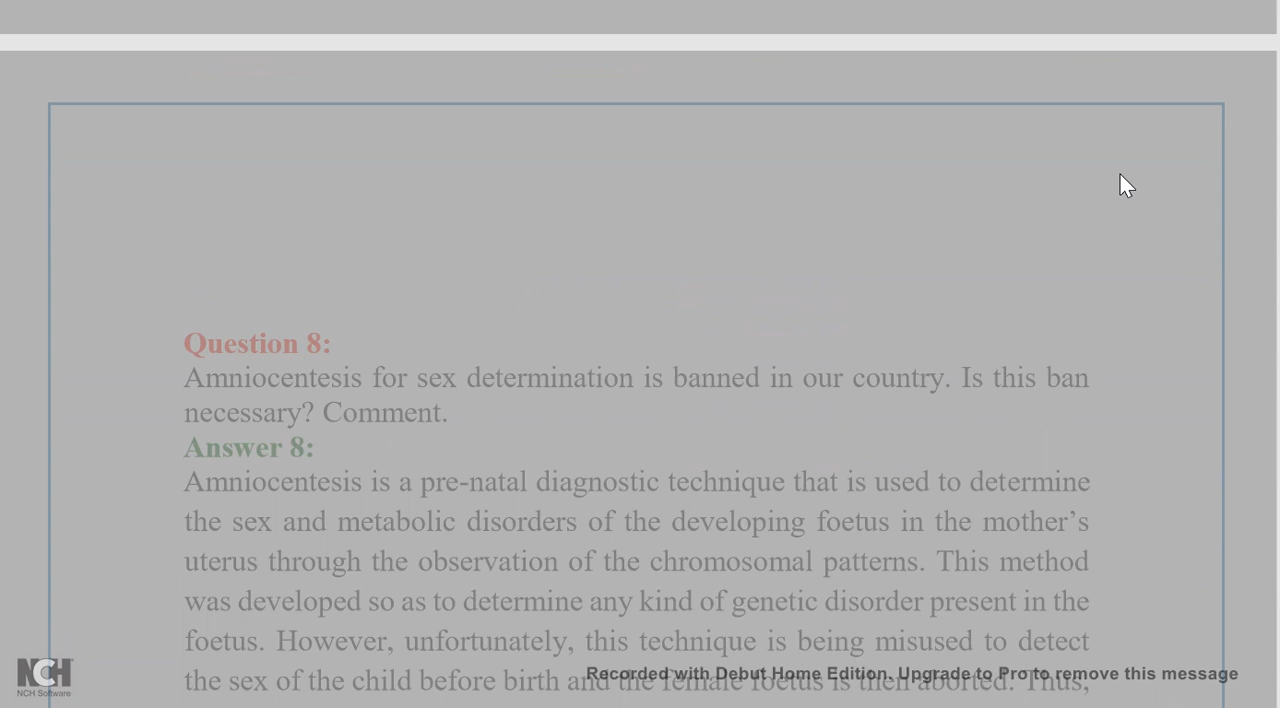 Question 8:
Amniocentesis for sex determination is banned in our country. Is this ban
necessary? Comment.
Answer 8:
Amniocentesis is a pre-natal diagnostic technique that is used to determine
the sex and metabolic disorders of the developing foetus in the mother’s
uterus through the observation of the chromosomal patterns. This method
was developed so as to determine any kind of genetic disorder present in the
foetus. However, unfortunately, this technique is being misused to detect
the sex of the child before birth and the female foetus is then aborted. Thus,
Recorded with Debut Home Edition. Upgrade to Pro to remove this message
NCH
NCH Software